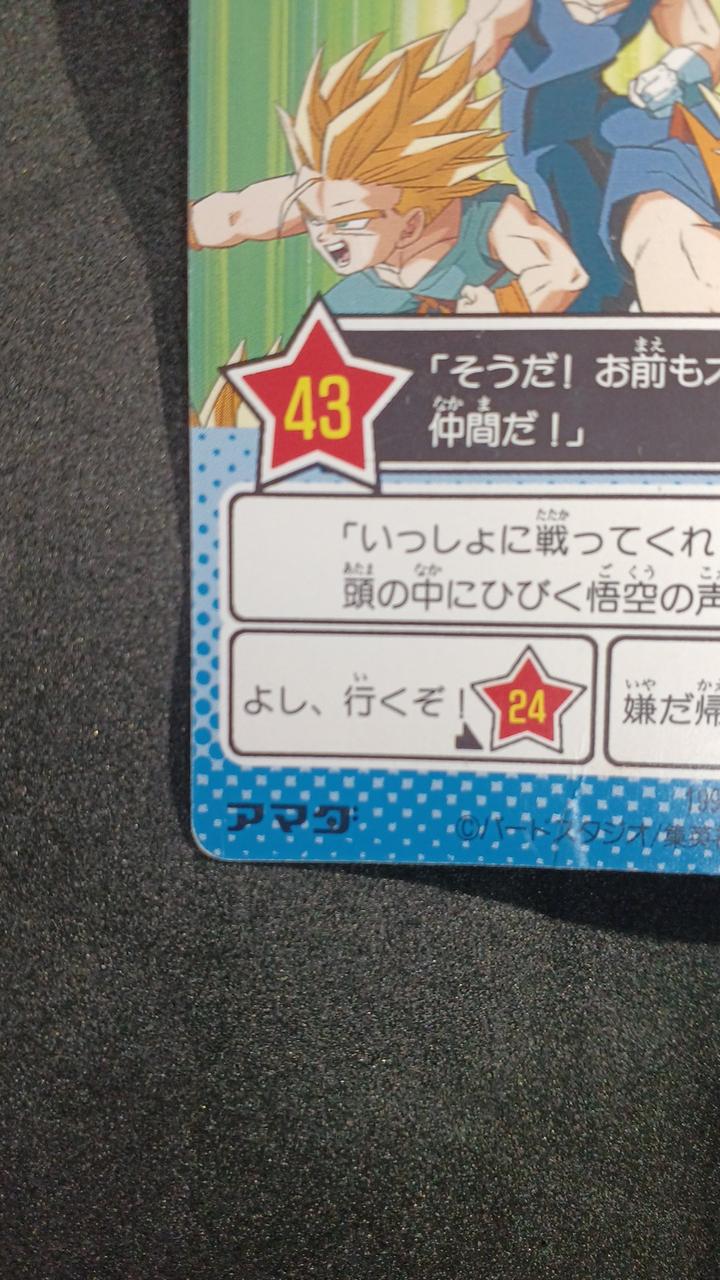 43
「そうだ！お前も
仲間だ！」
「いっしょに戦ってくれ
頭の中にひびく悟空の声
よし、行くぞ！
24
嫌だ帰
アマダ
©バードスタジオ/集英